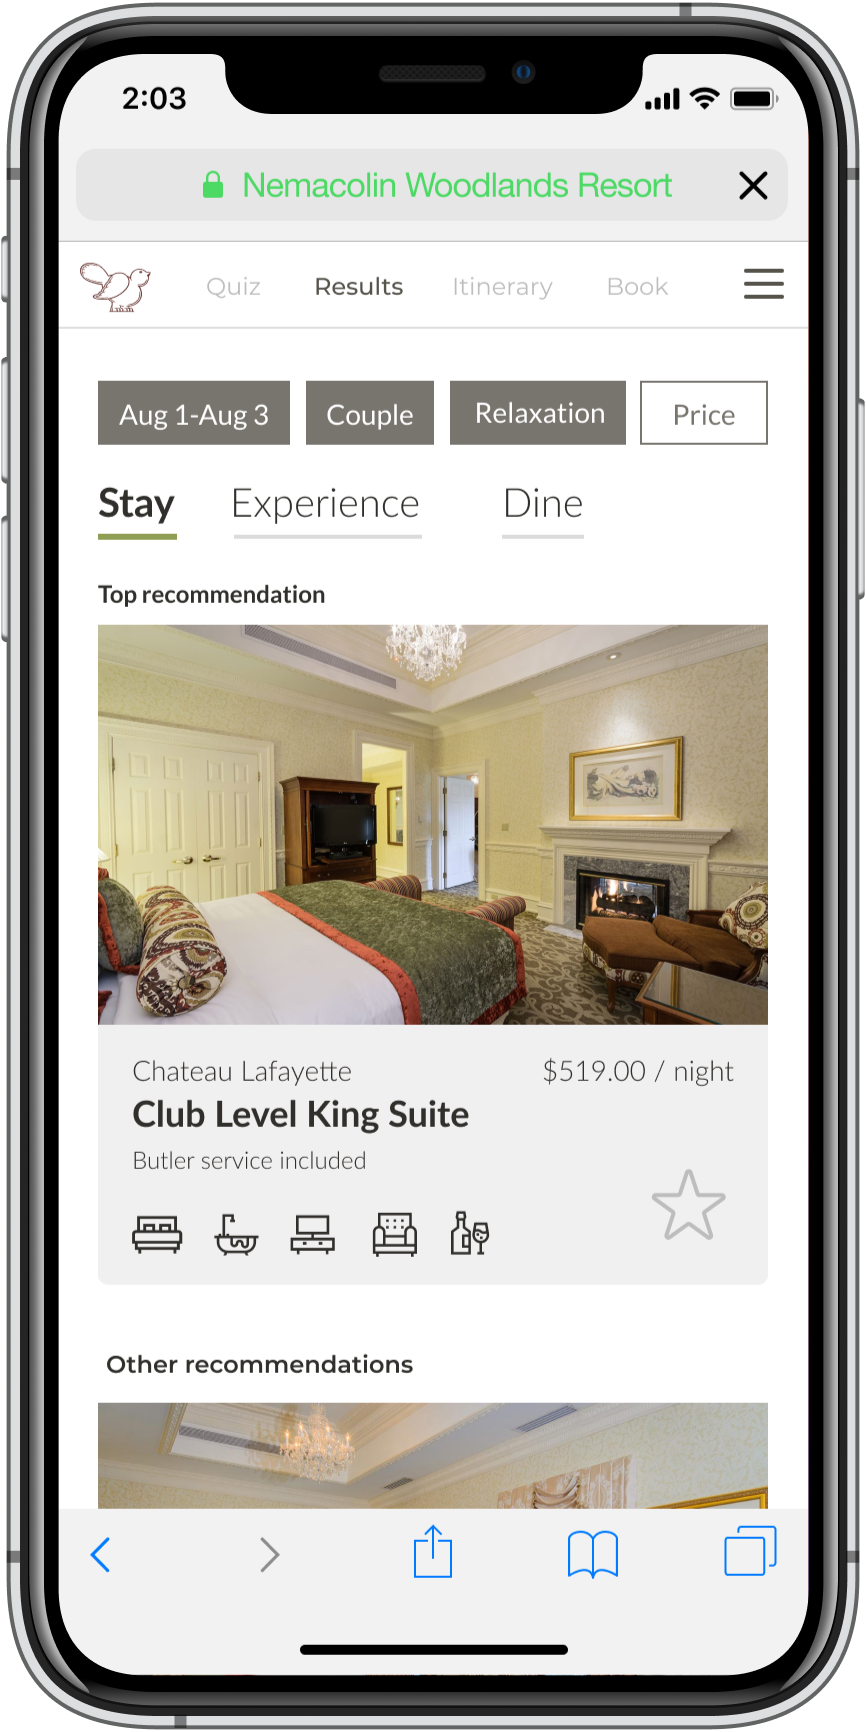 2:03
Nemacolin Woodlands Resort
Quiz Results Itinerary Book
Aug 1-Aug 3 Couple Relaxation Price
Stay Experience Dine
Top recommendation
Chateau Lafayette $519.00 / night
Club Level King Suite
Butler service included
Other recommendations